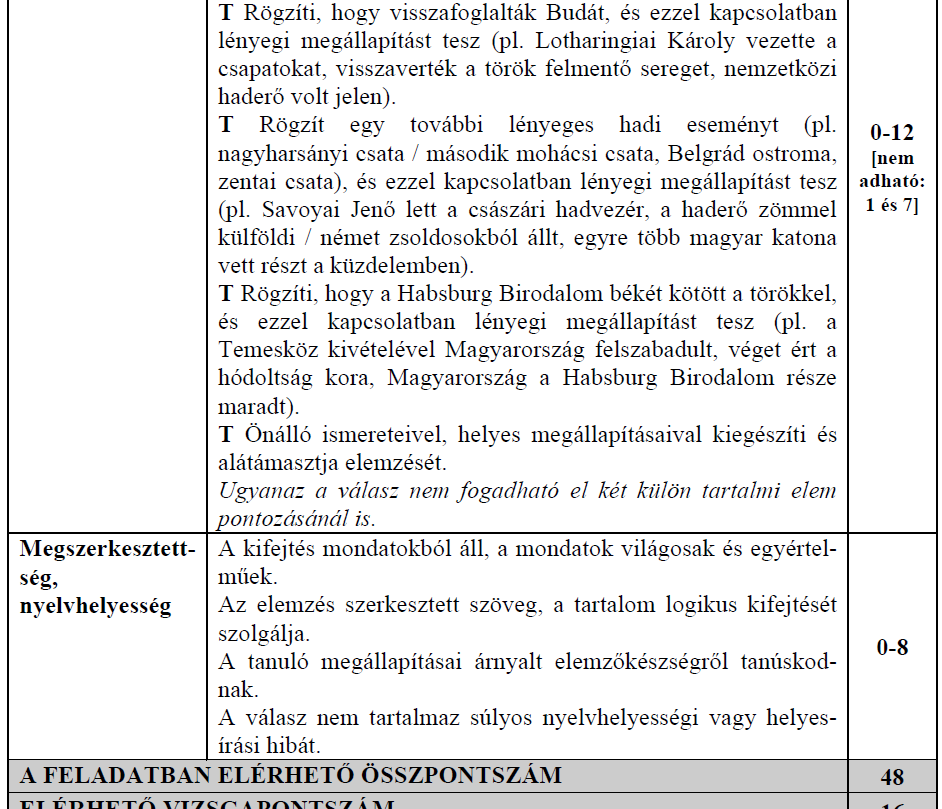 T Rögzíti, hogy visszafoglalták Budát, és ezzel kapcsolatban
lényegi megállapítást tesz (pl. Lotharingiai Károly vezette a
csapatokat, visszaverték a török felmentő sereget, nemzetközi
haderő volt jelen).
T Rögzít egy további lényeges hadi eseményt (pl.
nagyharsányi csata / második mohácsi csata, Belgrád ostroma,
zentai csata), és ezzel kapcsolatban lényegi megállapítást tesz
(pl. Savoyai Jenő lett a császári hadvezér, a haderő zömmel
külföldi / német zsoldosokból állt, egyre több magyar katona
vett részt a küzdelemben).
T Rögzíti, hogy a Habsburg Birodalom békét kötött a törökkel,
és ezzel kapcsolatban lényegi megállapítást tesz (pl. a
Temesköz kivételével Magyarország felszabadult, véget ért a
hódoltság kora, Magyarország a Habsburg Birodalom része
maradt).
T Önálló ismereteivel, helyes megállapításaival kiegészíti és
alátámasztja elemzését.
Ugyanaz a válasz nem fogadható el két külön tartalmi elem
pontozásánál is.
0-12
[nem
adható:
1 és 7]
Megszerkesztett-
ség,
nyelvhelyesség
A kifejtés mondatokból áll, a mondatok világosak és egyértel-
műek.
Az elemzés szerkesztett szöveg, a tartalom logikus kifejtését
szolgálja.
A tanuló megállapításai árnyalt elemzőkészségről tanúskod-
nak.
A válasz nem tartalmaz súlyos nyelvhelyességi vagy helyes-
írási hibát.
0-8
A FELADATBAN ELÉRHETŐ ÖSSZPONTSZÁM 48
ELÉRHETŐ VIZSGAPONTSZÁM 16